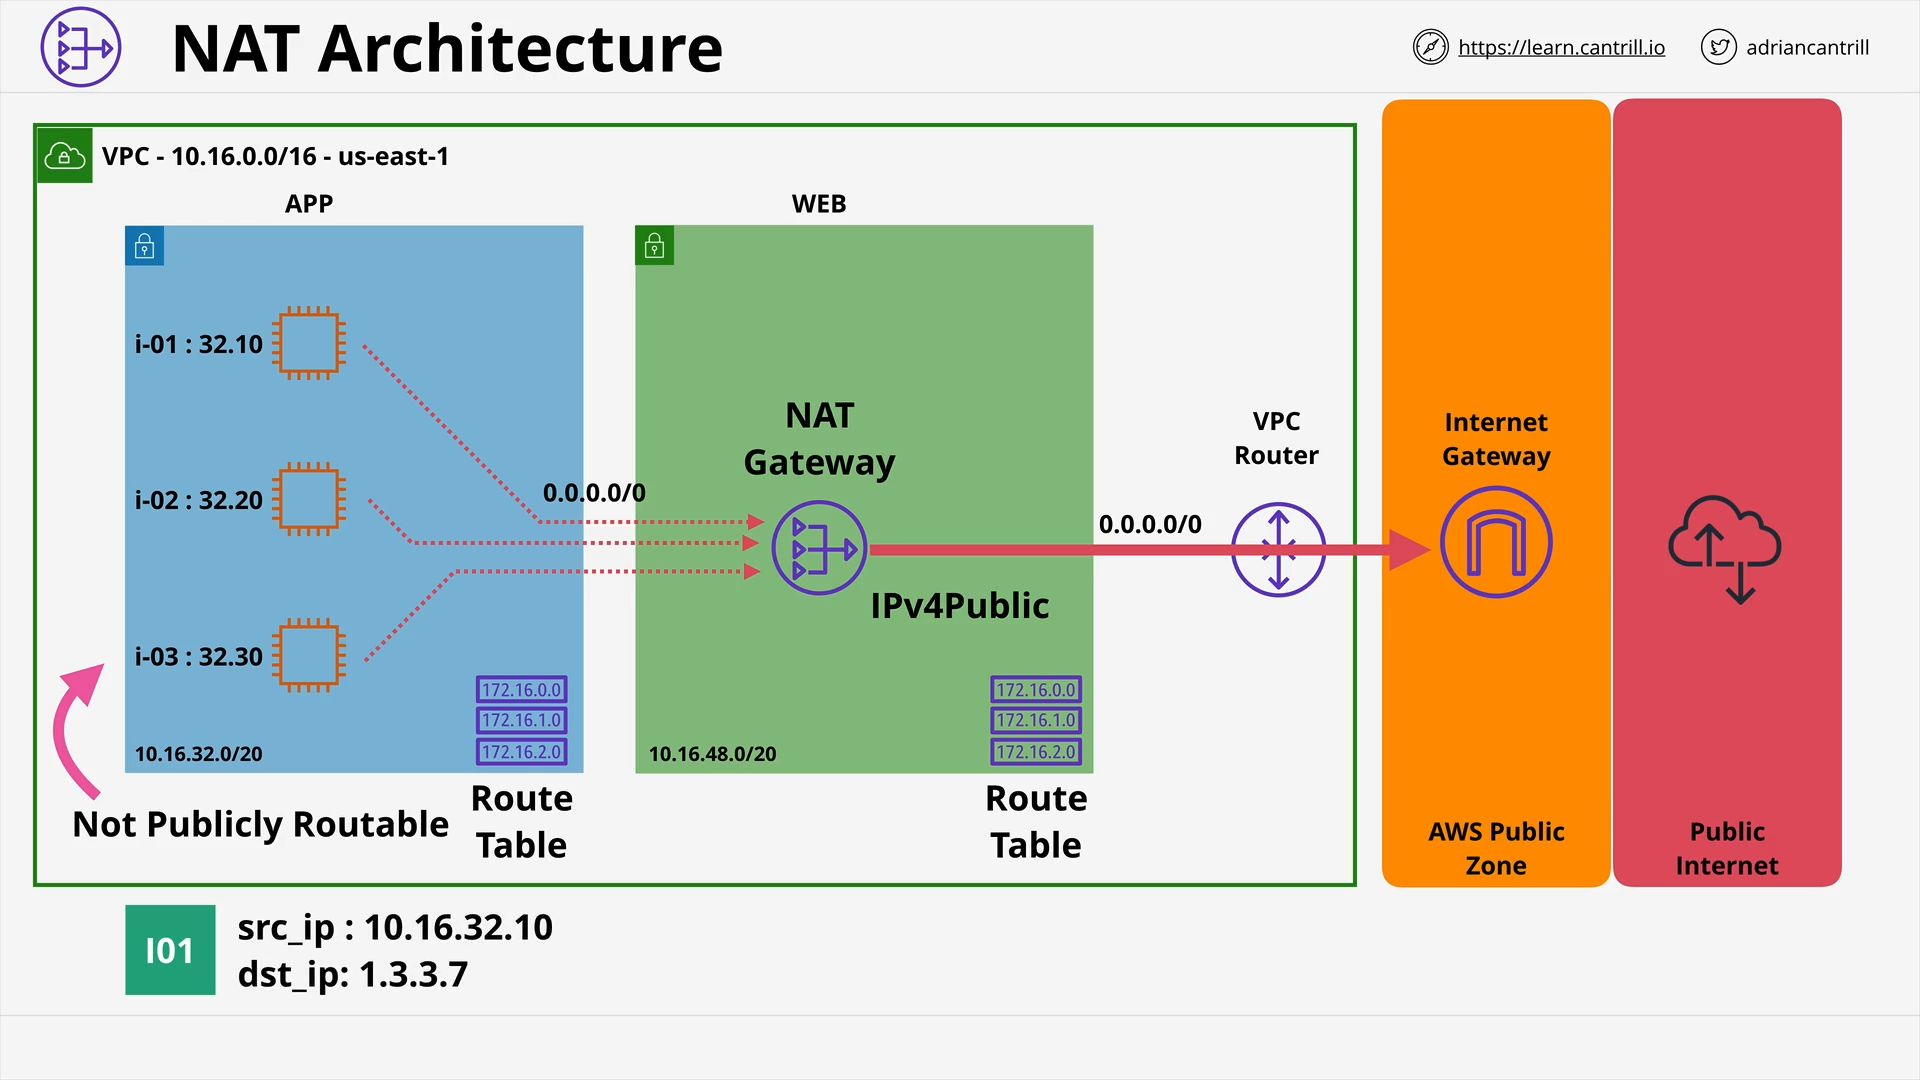 NAT Architecture
https://learn.cantrill.io
adriancantrill
VPC - 10.16.0.0/16 - us-east-1
APP
WEB
i-01 : 32.10
i-02 : 32.20
i-03 : 32.30
0.0.0.0/0
NAT
Gateway
IPv4Public
0.0.0.0/0
VPC
Router
Internet
Gateway
172.16.0.0
172.16.1.0
172.16.2.0
10.16.32.0/20
Route
Table
172.16.0.0
172.16.1.0
172.16.2.0
10.16.48.0/20
Route
Table
Not Publicly Routable
AWS Public
Zone
Public
Internet
I01
src_ip : 10.16.32.10
dst_ip: 1.3.3.7